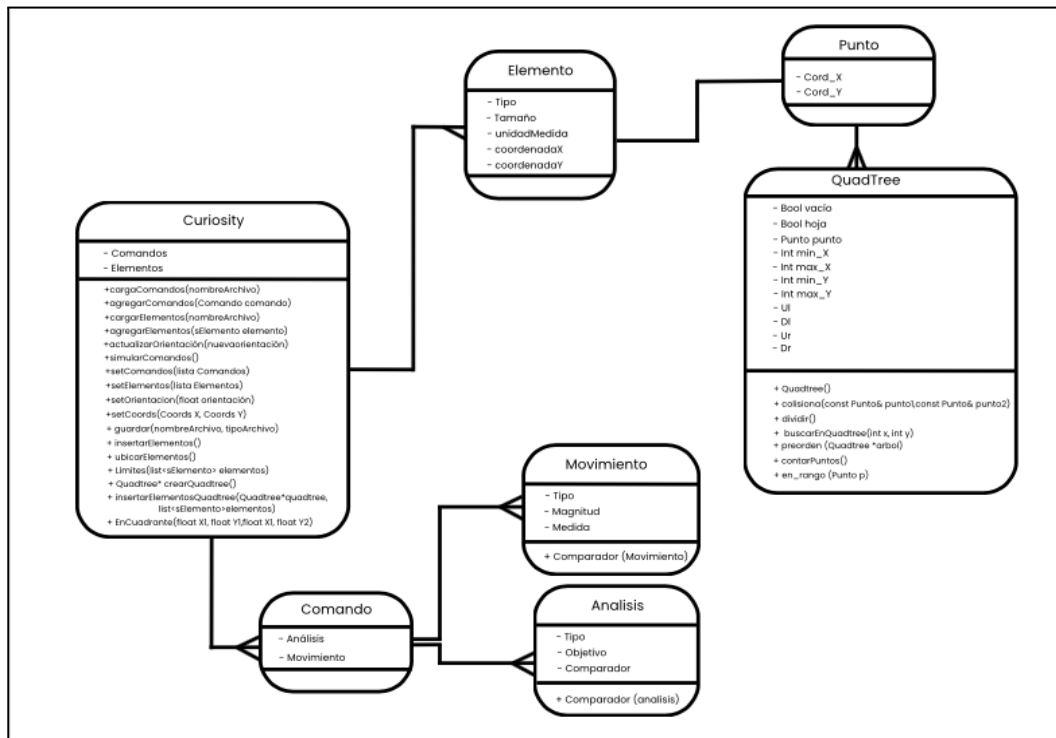 Punto
- Cord_X
- Cord_Y
Elemento
- Tipo
- Tamaño
- unidadMedida
- coordenadaX
- coordenadaY
QuadTree
- Bool vacío
- Bool hoja
- Punto punto
- Int min_X
- Int max_X
- Int min_Y
- Int max_Y
- Ul
- Dl
- Ur
- Dr
+ Quadtree()
+ colisiona(const Punto& punto1,const Punto& punto2)
+ dividir()
+ buscarEnQuadtree(int x, int y)
+ preorden (Quadtree *arbol)
+ contarPuntos()
+ en_rango (Punto p)
Curiosity
- Comandos
- Elementos
+cargaComandos(nombreArchivo)
+agregarComandos(Comando comando)
+cargarElementos(nombreArchivo)
+agregarElementos(sElemento elemento)
+actualizarOrientación(nuevaorientación)
+simularComandos()
+setComandos(lista Comandos)
+setElementos(lista Elementos)
+setOrientacion(float orientación)
+setCoords(Coords X, Coords Y)
+ guardar(nombreArchivo, tipoArchivo)
+ insertarElementos()
+ ubicarElementos()
+ Limites(list<sElemento> elementos)
+ Quadtree* crearQuadtree()
+ insertarElementosQuadtree(Quadtree*quadtree,
list<sElemento>elementos)
+ EnCuadrante(float X1, float Y1,float X1, float Y2)
Movimiento
- Tipo
- Magnitud
- Medida
+ Comparador (Movimiento)
Comando
- Análisis
- Movimiento
Analisis
- Tipo
- Objetivo
- Comparador
+ Comparador (analisis)